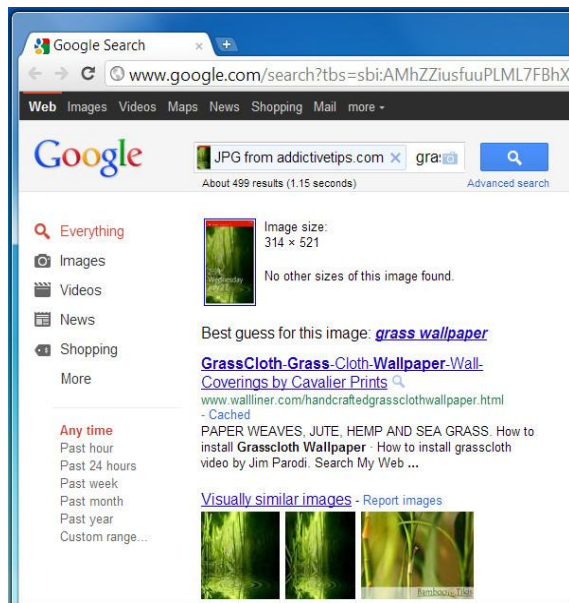 Google Search
www.google.com/search?tbs=sbi:AMhZZiusfuuPLML7FBhX
Web Images Videos Maps News Shopping Mail more
Google
JPG from addictivetips.com × gra
About 499 results (1.15 seconds)
Advanced search
Everything
Images
Videos
News
Shopping
More
Any time
Past hour
Past 24 hours
Past week
Past month
Past year
Custom range...
Image size:
314 × 521
No other sizes of this image found.
Best guess for this image: grass wallpaper
GrassCloth-Grass-Cloth-Wallpaper-Wall-
Coverings by Cavalier Prints
www.wallliner.com/handcraftedgrassclothwallpaper.html
- Cached
PAPER WEAVES, JUTE, HEMP AND SEA GRASS. How to
install Grasscloth Wallpaper · How to install grasscloth
video by Jim Parodi. Search My Web ...
Visually similar images - Report images
Wednesday